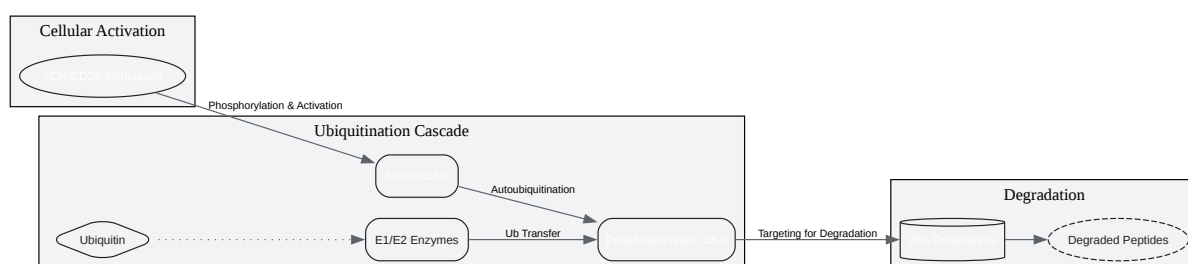 Cellular Activation
TCR/CD28 Stimulation
Phosphorylation & Activation
Ubiquitination Cascade
Active Cbl-b
Autoubiquitination
Degradation
Ubiquitin
E1/E2 Enzymes
Ub Transfer
Polyubiquitinated Cbl-b
Targeting for Degradation
26S Proteasome
Degraded Peptides